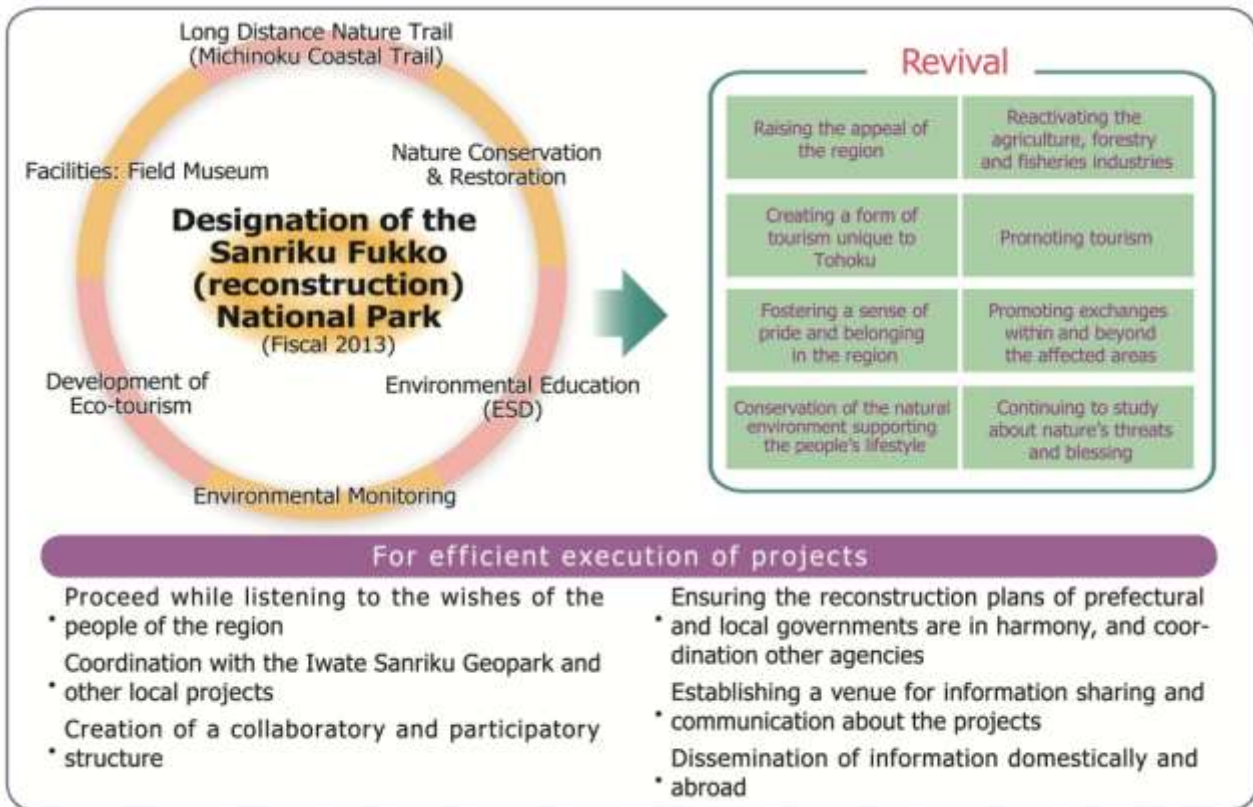 Long Distance Nature Trail
(Michinoku Coastal Trail)
Facilities: Field Museum
Nature Conservation
& Restoration
Designation of the
Sanriku Fukko
(reconstruction)
National Park
(Fiscal 2013)
Development of
Eco-tourism
Environmental Education
(ESD)
Environmental Monitoring
Revival
Raising the appeal of
the region
Reactivating the
agriculture, forestry
and fisheries industries
Creating a form of
tourism unique to
Tohoku
Promoting tourism
Fostering a sense of
pride and belonging
in the region
Promoting exchanges
within and beyond
the affected areas
Conservation of the natural
environment supporting
the people's lifestyle
Continuing to study
about nature's threats
and blessing
For efficient execution of projects
Proceed while listening to the wishes of the
• people of the region
Coordination with the Iwate Sanriku Geopark and
• other local projects
Creation of a collaboratory and participatory
• structure
Ensuring the reconstruction plans of prefectural
• and local governments are in harmony, and coor-
dination other agencies
Establishing a venue for information sharing and
• communication about the projects
Dissemination of information domestically and
• abroad